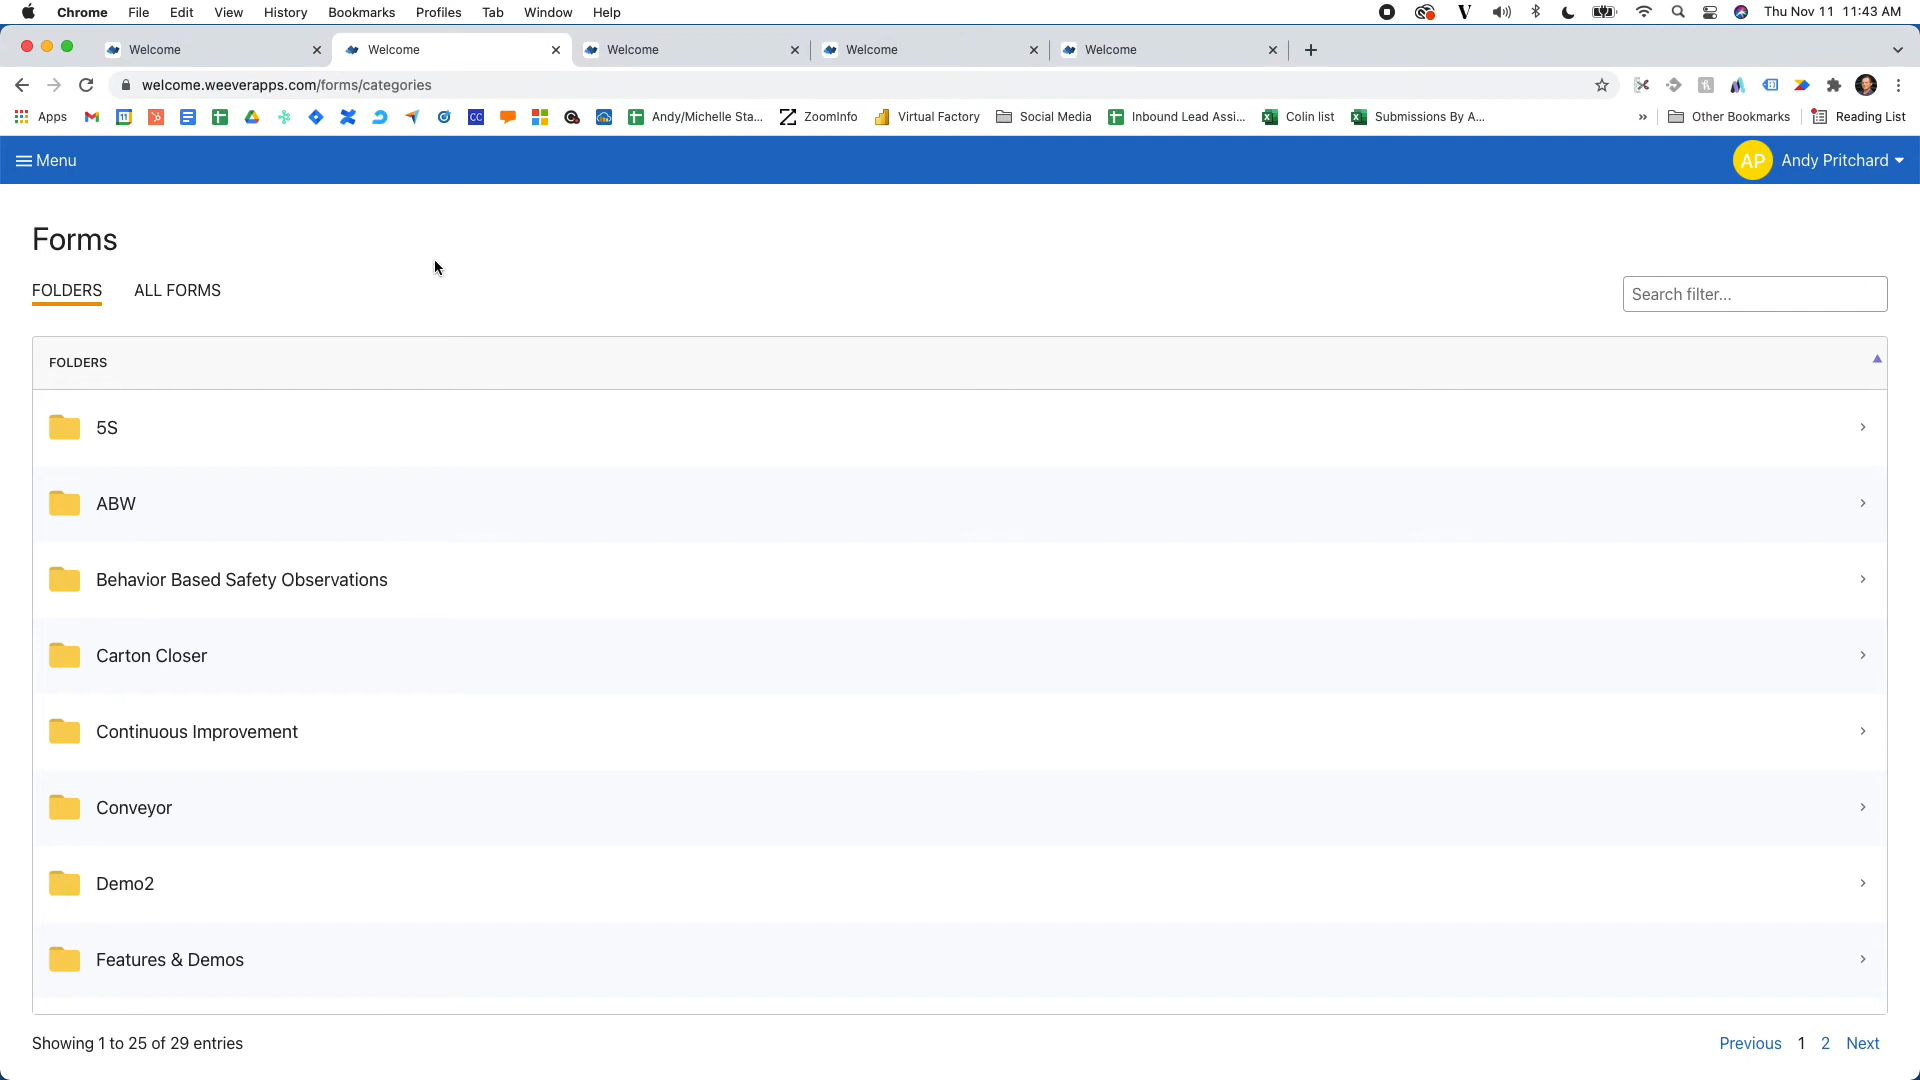 Chrome File Edit View History Bookmarks Profiles Tab Window Help Thu Nov 11 11:43 AM
Welcome Welcome Welcome Welcome Welcome
welcome.weeverapps.com/forms/categories
Apps 31 CC Andy/Michelle Sta... ZoomInfo Virtual Factory Social Media Inbound Lead Assi... Colin list Submissions By A... » Other Bookmarks Reading List
Menu AP Andy Pritchard
Forms
FOLDERS ALL FORMS Search filter...
FOLDERS
5S
ABW
Behavior Based Safety Observations
Carton Closer
Continuous Improvement
Conveyor
Demo2
Features & Demos
Showing 1 to 25 of 29 entries Previous 1 2 Next